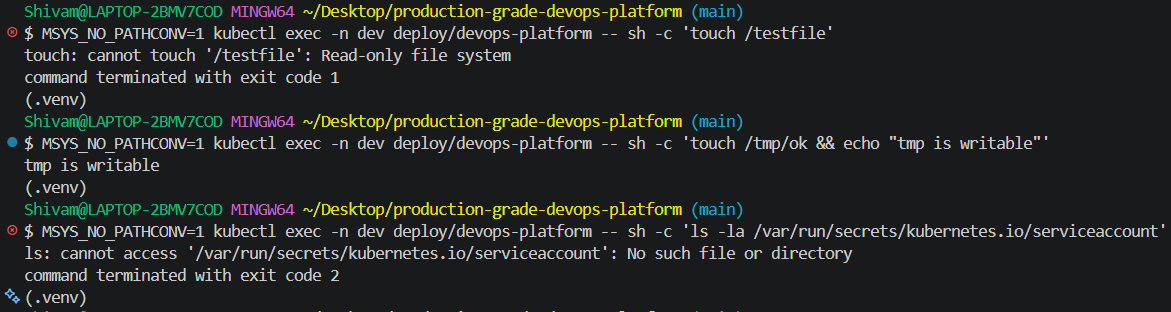 Shivam@LAPTOP-2BMV7COD MINGW64 ~/Desktop/production-grade-devops-platform (main)
$ MSYS_NO_PATHCONV=1 kubectl exec -n dev deploy/devops-platform -- sh -c 'touch /testfile'
touch: cannot touch '/testfile': Read-only file system
command terminated with exit code 1
(.venv)
Shivam@LAPTOP-2BMV7COD MINGW64 ~/Desktop/production-grade-devops-platform (main)
$ MSYS_NO_PATHCONV=1 kubectl exec -n dev deploy/devops-platform -- sh -c 'touch /tmp/ok && echo "tmp is writable"'
tmp is writable
(.venv)
Shivam@LAPTOP-2BMV7COD MINGW64 ~/Desktop/production-grade-devops-platform (main)
$ MSYS_NO_PATHCONV=1 kubectl exec -n dev deploy/devops-platform -- sh -c 'ls -la /var/run/secrets/kubernetes.io/serviceaccount'
ls: cannot access '/var/run/secrets/kubernetes.io/serviceaccount': No such file or directory
command terminated with exit code 2
(.venv)